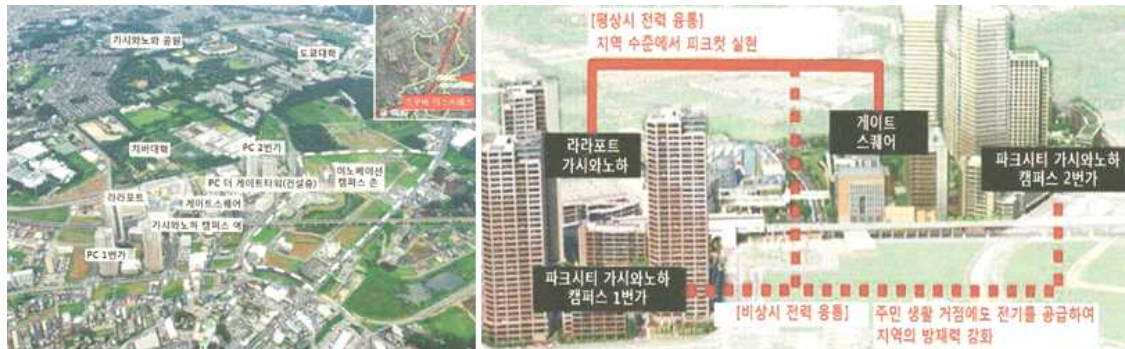 가시와노와 공원
도쿄대학
치바대학
PC 2번가
이노베이션
캠퍼스 존
PC 더 게이트타워(건설중)
라라포트
게이트스퀘어
가시와노하 캠퍼스 역
PC 1번가
[평상시 전력 융통]
지역 수준에서 피크컷 실현
라라포트
가시와노하
게이트
스퀘어
파크시티 가시와노하
캠퍼스 2번가
파크시티 가시와노하
캠퍼스 1번가
[비상시 전력 융통]
주민 생활 거점에도 전기를 공급하여
지역의 방재력 강화